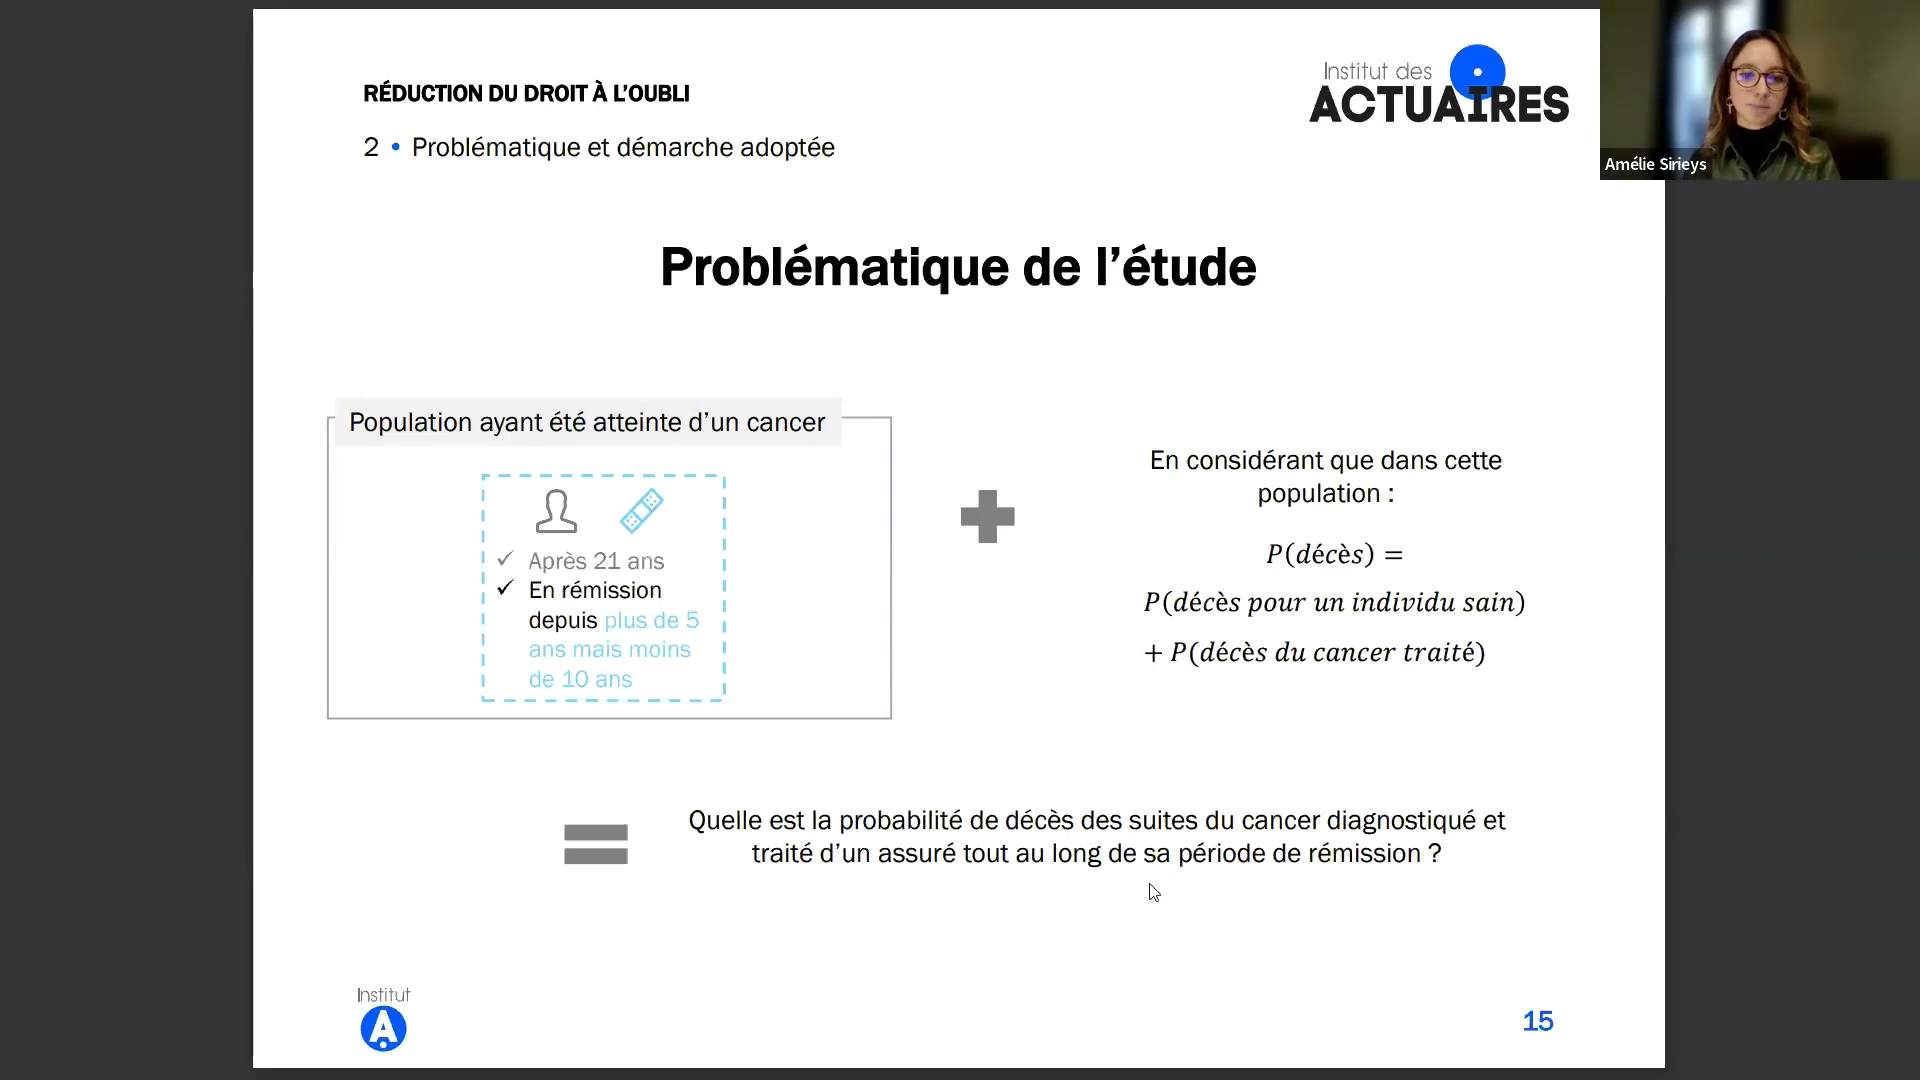 RÉDUCTION DU DROIT À L’OUBLI
2 • Problématique et démarche adoptée
Institut des
ACTUAIRES
Amélie Sirieys
Problématique de l’étude
Population ayant été atteinte d’un cancer
✓ Après 21 ans
✓ En rémission
depuis plus de 5
ans mais moins
de 10 ans
En considérant que dans cette
population :
P(décès) =
P(décès pour un individu sain)
+ P(décès du cancer traité)
Quelle est la probabilité de décès des suites du cancer diagnostiqué et
traité d’un assuré tout au long de sa période de rémission ?
Institut
A
15